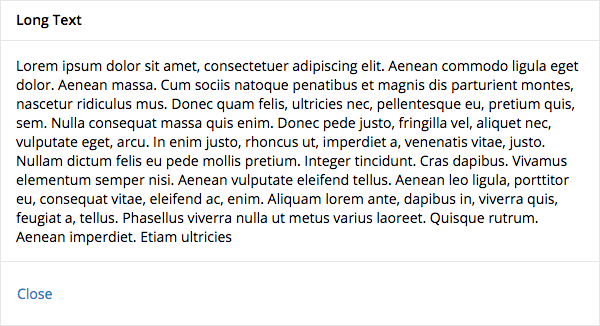 Long Text
Lorem ipsum dolor sit amet, consectetuer adipiscing elit. Aenean commodo ligula eget
dolor. Aenean massa. Cum sociis natoque penatibus et magnis dis parturient montes,
nascetur ridiculus mus. Donec quam felis, ultricies nec, pellentesque eu, pretium quis,
sem. Nulla consequat massa quis enim. Donec pede justo, fringilla vel, aliquet nec,
vulputate eget, arcu. In enim justo, rhoncus ut, imperdiet a, venenatis vitae, justo.
Nullam dictum felis eu pede mollis pretium. Integer tincidunt. Cras dapibus. Vivamus
elementum semper nisi. Aenean vulputate eleifend tellus. Aenean leo ligula, porttitor
eu, consequat vitae, eleifend ac, enim. Aliquam lorem ante, dapibus in, viverra quis,
feugiat a, tellus. Phasellus viverra nulla ut metus varius laoreet. Quisque rutrum.
Aenean imperdiet. Etiam ultricies
Close